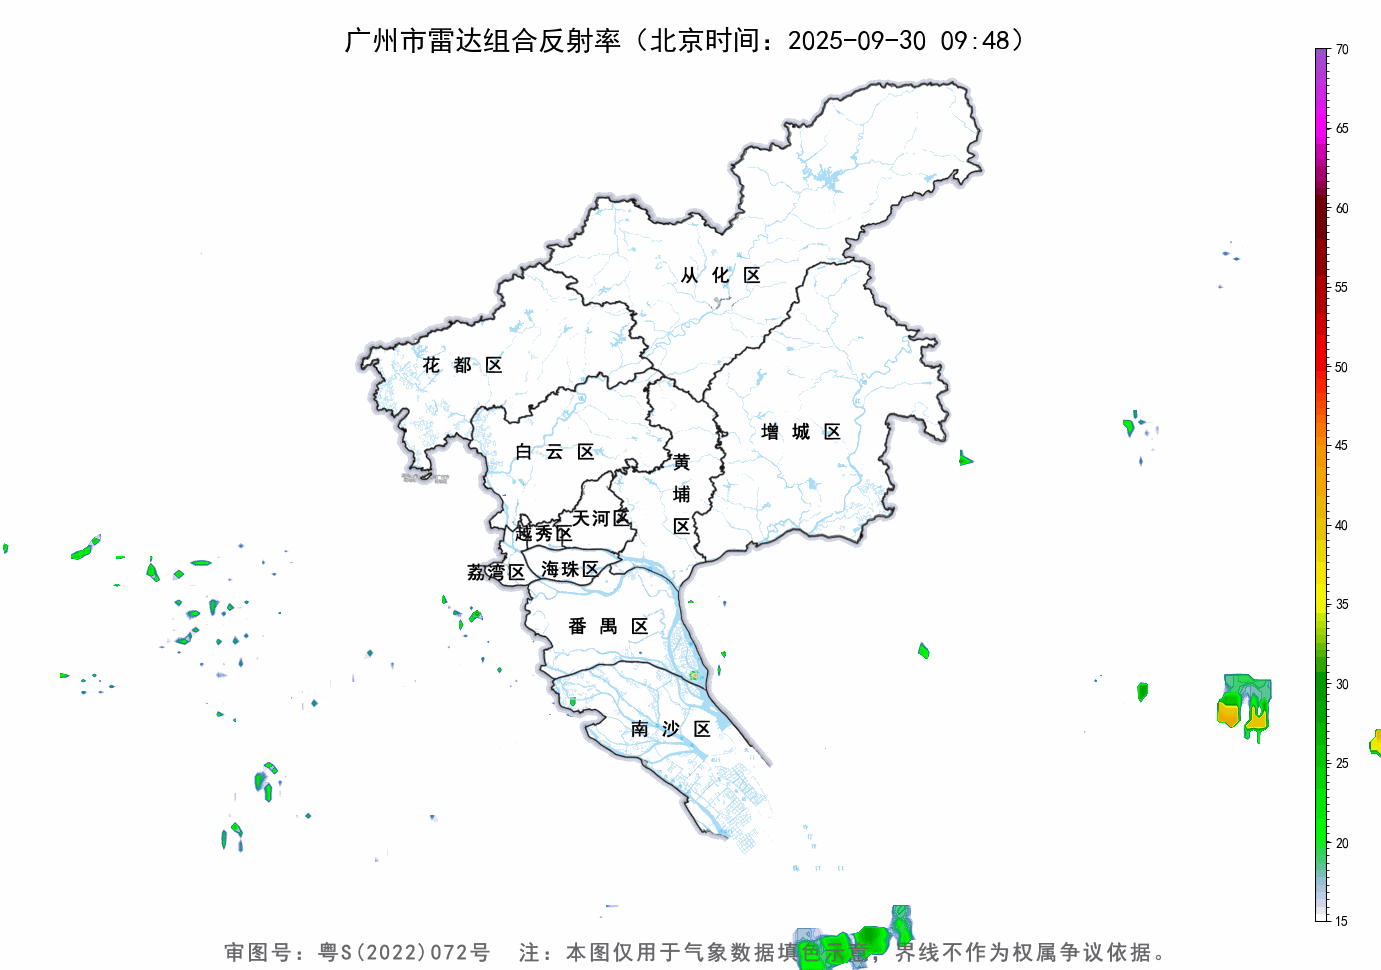 广州市雷达组合反射率（北京时间：2025-09-30 09:48）
70
65
60
55
50
45
40
35
30
25
20
15
从化区
花都区
增城区
白云区
黄埔区
天河区
越秀区
海珠区
荔湾区
番禺区
南沙区
审图号：粤S(2022)072号 注：本图仅用于气象数据填色示意，界线不作为权属争议依据。